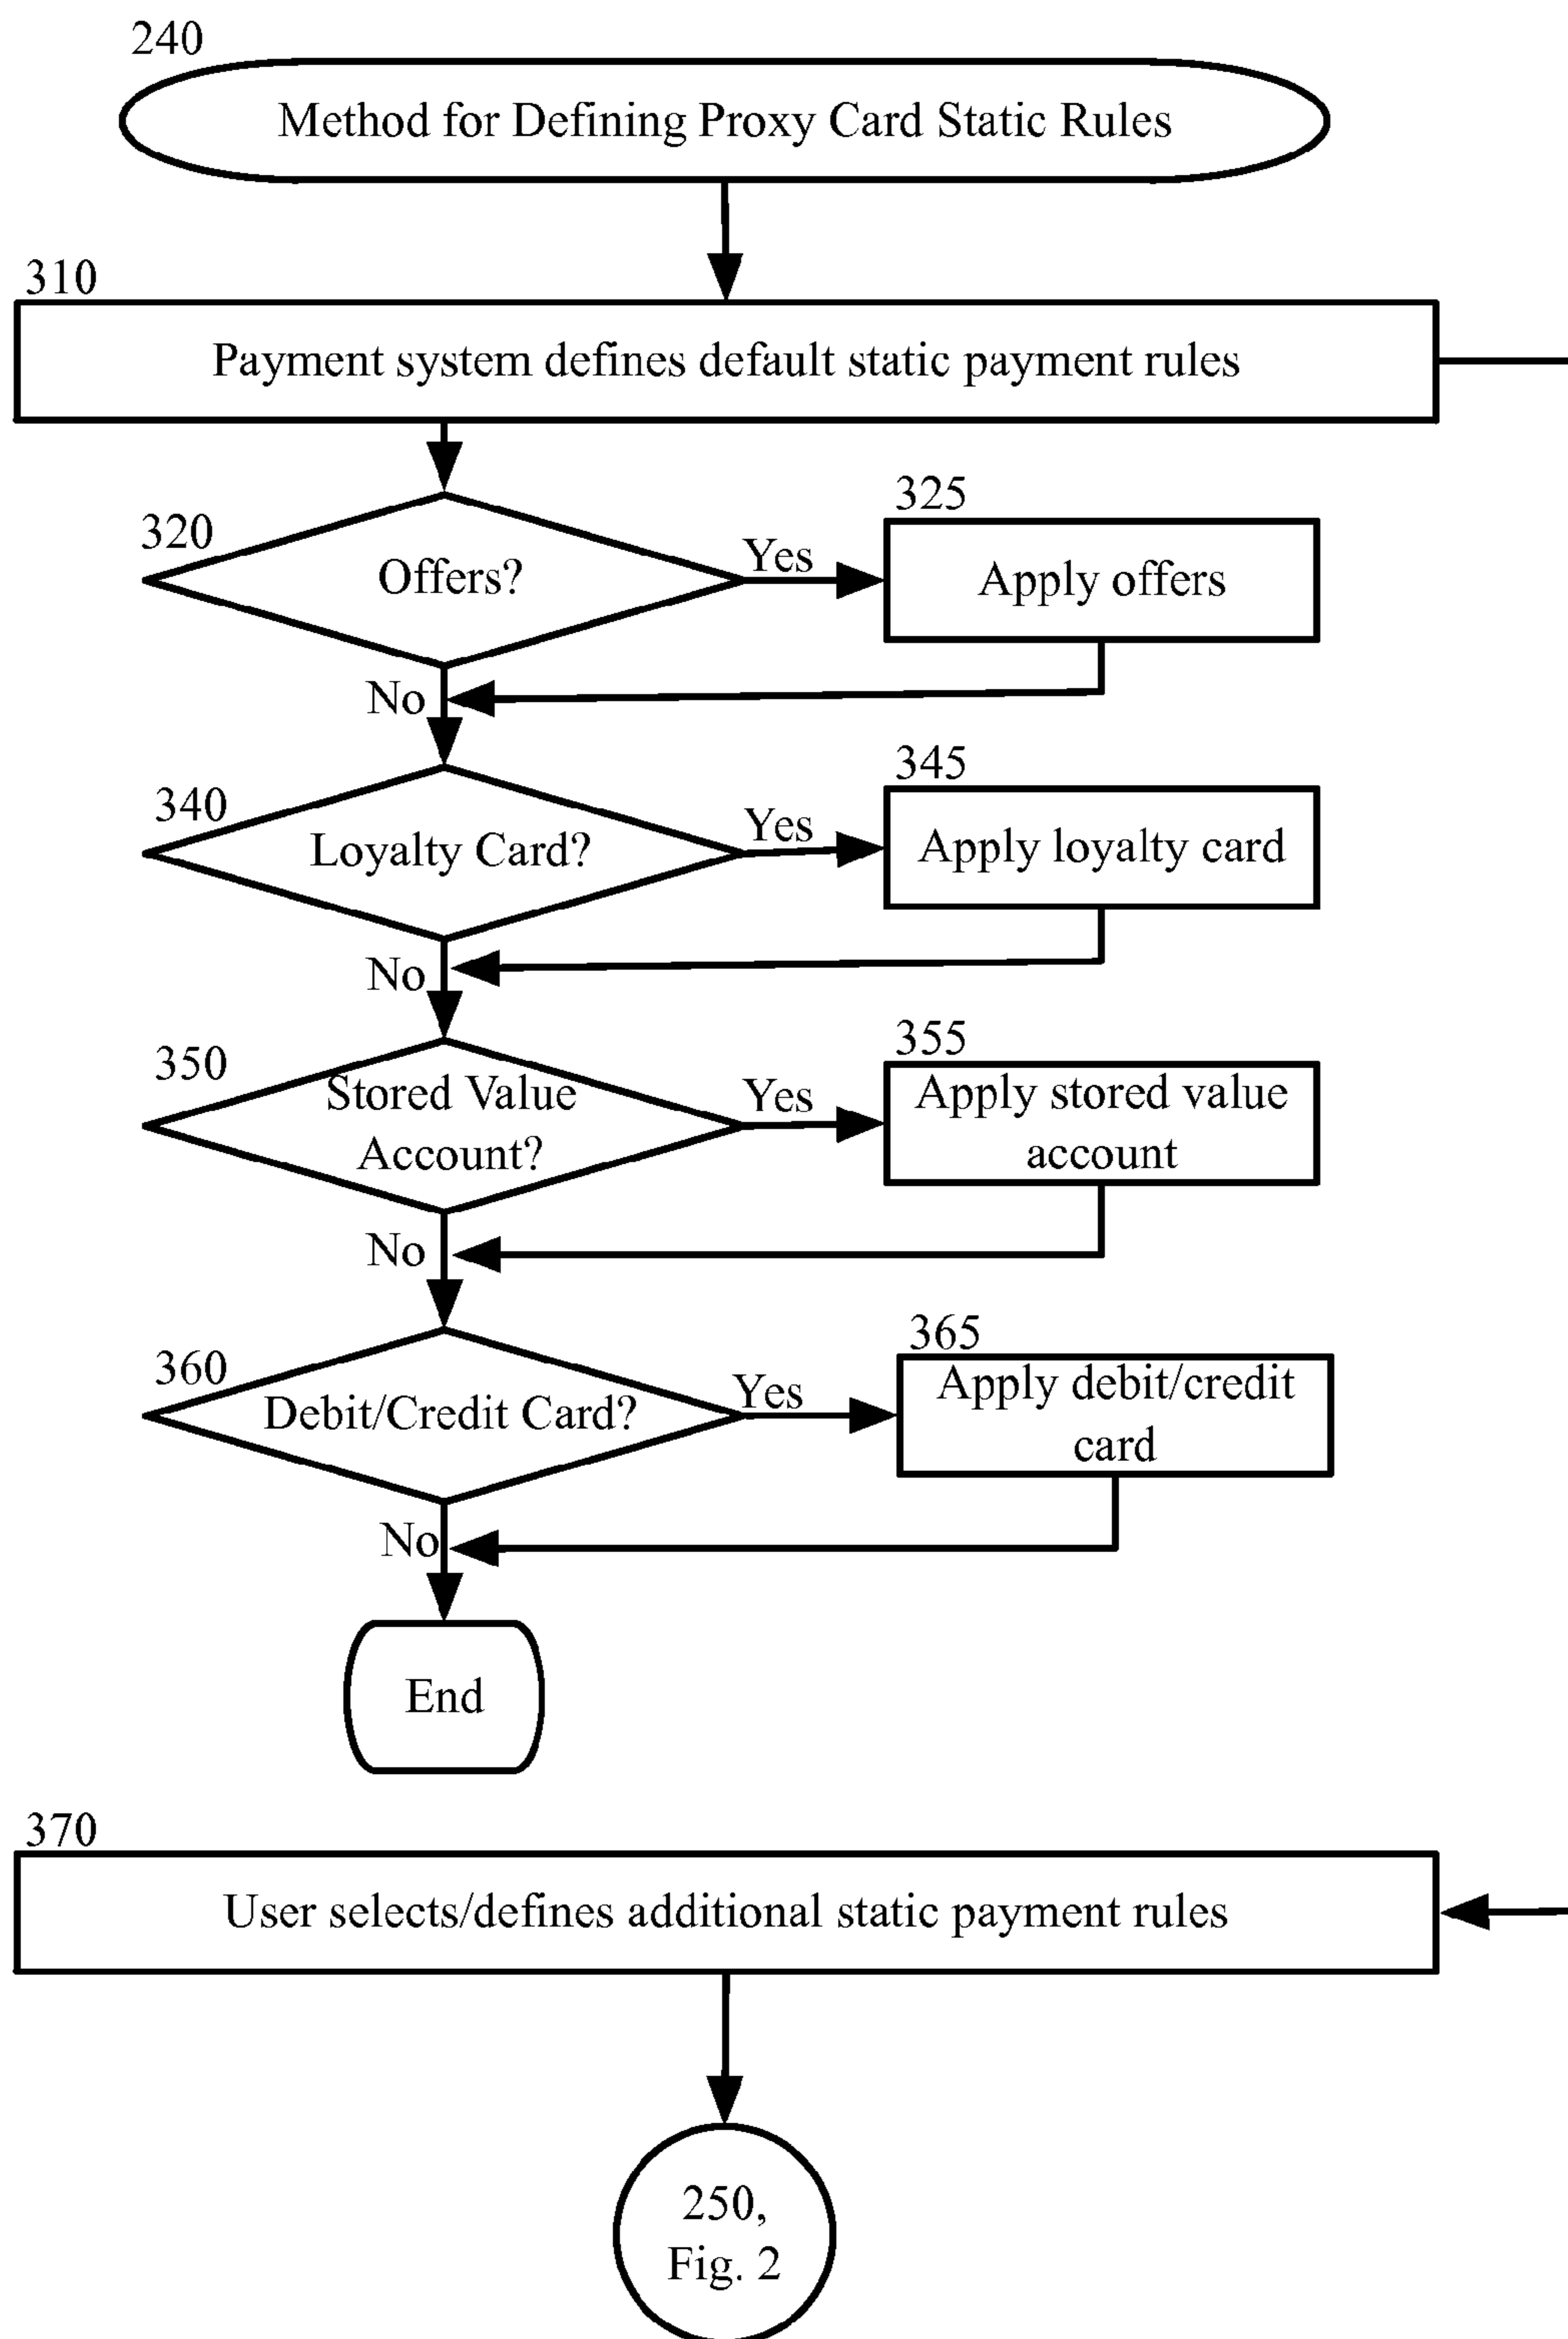 240
Method for Defining Proxy Card Static Rules
310
Payment system defines default static payment rules
320
Offers?
Yes
325
Apply offers
No
340
Loyalty Card?
Yes
345
Apply loyalty card
No
350
Stored Value
Account?
Yes
355
Apply stored value
account
No
360
Debit/Credit Card?
Yes
365
Apply debit/credit
card
No
End
370
User selects/defines additional static payment rules
250,
Fig. 2